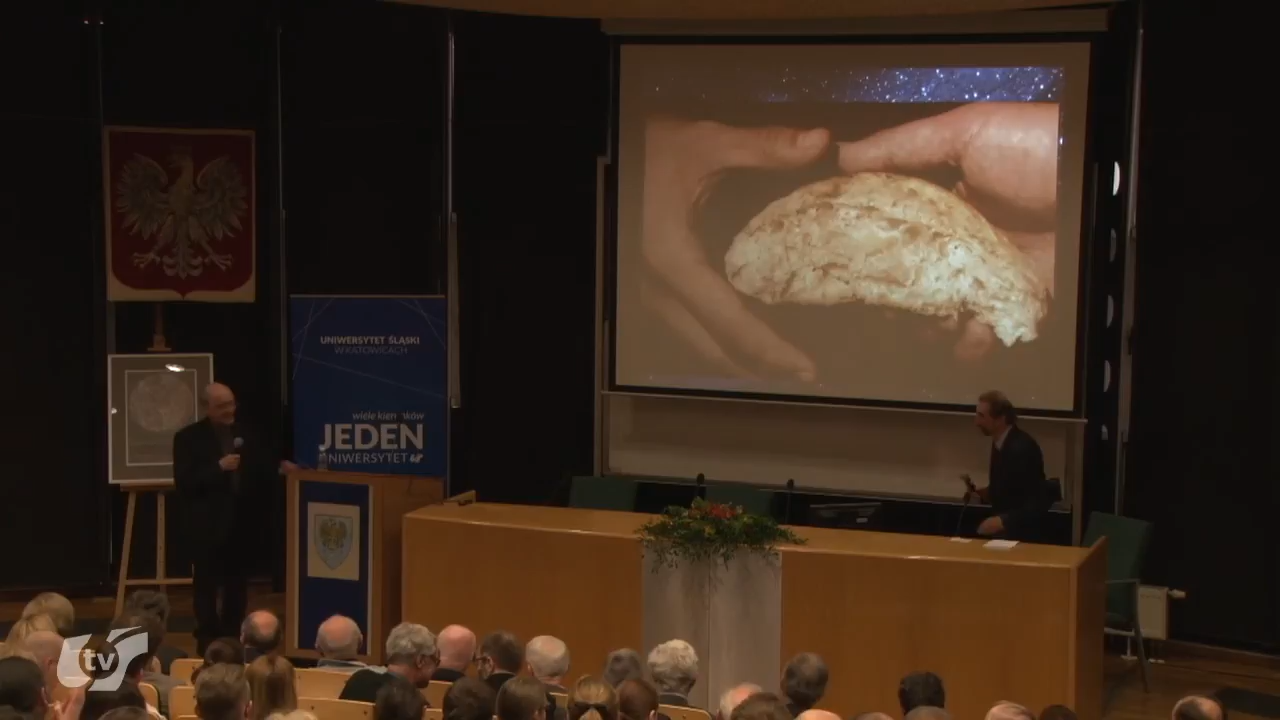 UNIWERSYTET ŚLĄSKI
W KATOWICACH
wiele kierunków
JEDEN
UNIWERSYTET
tv